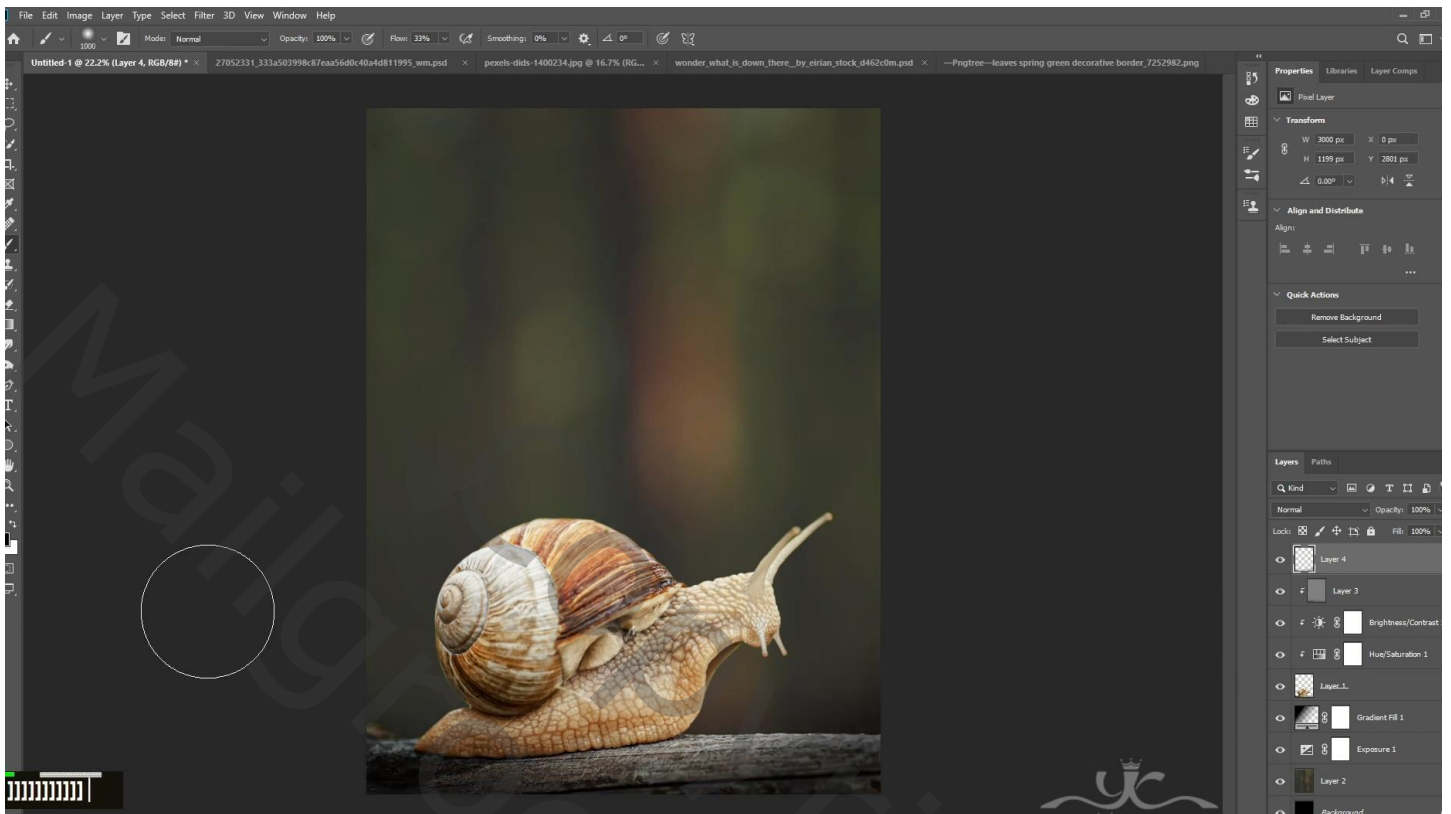 File Edit Image Layer Type Select Filter 3D View Window Help
1000 Mode: Normal Opacity: 100% Flow: 33% Smoothing: 0% 0°
Untitled-1 @ 22.2% (Layer 4, RGB/8#) * × 27052331_333a503998c87eaa56d0c40a4d811995_wm.psd × pexels-dids-1400234.jpg @ 16.7% (RG... × wonder_what_is_down_there__by_eirian_stock_d462c0m.psd × —Pngtree—leaves spring green decorative border_7252982.png
Properties Libraries Layer Comps
Pixel Layer
Transform
W 3000 px X 0 px
H 1199 px Y 2801 px
0.00°
Align and Distribute
Align:
Quick Actions
Remove Background
Select Subject
Layers Paths
Kind
Normal Opacity: 100%
Lock: Fill: 100%
Layer 4
Layer 3
Brightness/Contrast
Hue/Saturation 1
Layer 1
Gradient Fill 1
Exposure 1
Layer 2
Background
]]]]]]]]]]]
yc